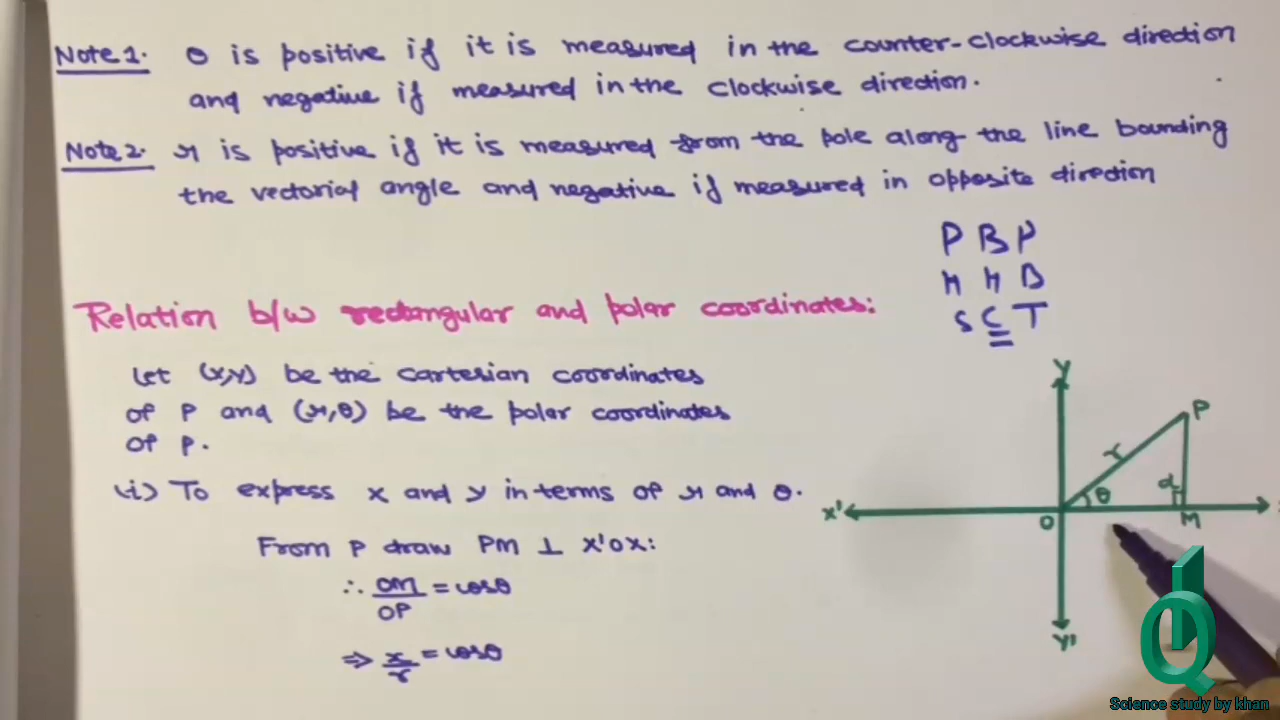 Note 1. θ is positive if it is measured in the counter-clockwise direction
and negative if measured in the clockwise direction.
Note 2. r is positive if it is measured from the pole along the line bounding
the vectorial angle and negative if measured in opposite direction
P B P
H H B
S C T
Relation b/w rectangular and polar coordinates:
Let (x,y) be the cartesian coordinates
of P and (r,θ) be the polar coordinates
of P.
(i) To express x and y in terms of r and θ.
From P draw PM ⊥ X'OX:
∴ OM/OP = cosθ
⇒ x/r = cosθ
Y
P
r
θ
X'
O
M
Y'
Science study by khan